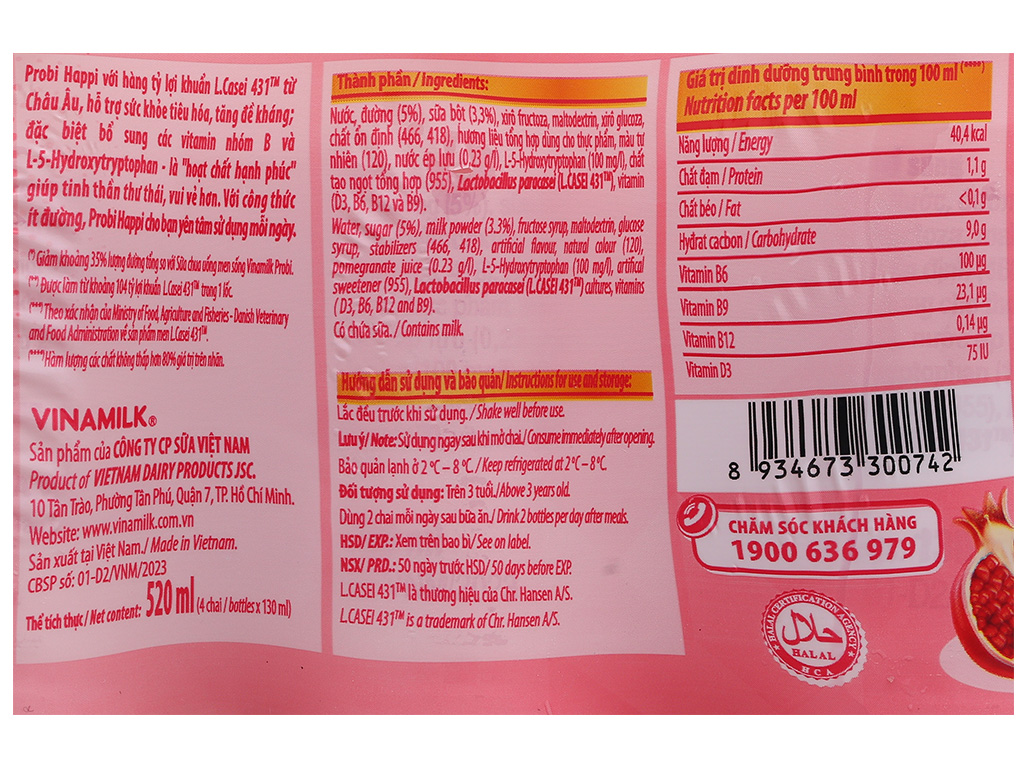 Probi Happi với hàng tỷ lợi khuẩn L.Casei 431™ từ
Châu Âu, hỗ trợ sức khỏe tiêu hóa, tăng đề kháng;
đặc biệt bổ sung các vitamin nhóm B và
L-5-Hydroxytryptophan - là "hoạt chất hạnh phúc"
giúp tinh thần thư thái, vui vẻ hơn. Với công thức
ít đường, Probi Happi cho bạn yên tâm sử dụng mỗi ngày.
(*) Giảm khoảng 35% lượng đường tổng so với Sữa chua uống men sống Vinamilk Probi.
(**) Được làm từ khoảng 104 tỷ lợi khuẩn L.Casei 431™ trong 1 lốc.
(***) Theo xác nhận của Ministry of Food, Agriculture and Fisheries - Danish Veterinary
and Food Administration về sản phẩm men L.Casei 431™.
(****) Hàm lượng các chất không thấp hơn 80% giá trị trên nhãn.
VINAMILK®
Sản phẩm của CÔNG TY CP SỮA VIỆT NAM
Product of VIETNAM DAIRY PRODUCTS JSC.
10 Tân Trào, Phường Tân Phú, Quận 7, TP. Hồ Chí Minh.
Website: www.vinamilk.com.vn
Sản xuất tại Việt Nam./ Made in Vietnam.
CBSP số: 01-D2/VNM/2023
Thể tích thực / Net content: 520 ml (4 chai / bottles x 130 ml)
Thành phần / Ingredients:
Nước, đường (5%), sữa bột (3,3%), xirô fructoza, maltodextrin, xirô glucoza,
chất ổn định (466, 418), hương liệu tổng hợp dùng cho thực phẩm, màu tự
nhiên (120), nước ép lựu (0,23 g/l), L-5-Hydroxytryptophan (100 mg/l), chất
tạo ngọt tổng hợp (955), Lactobacillus paracasei (L.CASEI 431™), vitamin
(D3, B6, B12 và B9).
Water, sugar (5%), milk powder (3.3%), fructose syrup, maltodextrin, glucose
syrup, stabilizers (466, 418), artificial flavour, natural colour (120),
pomegranate juice (0.23 g/l), L-5-Hydroxytryptophan (100 mg/l), artifical
sweetener (955), Lactobacillus paracasei (L.CASEI 431™) cultures, vitamins
(D3, B6, B12 and B9).
Có chứa sữa. / Contains milk.
Hướng dẫn sử dụng và bảo quản/ Instructions for use and storage:
Lắc đều trước khi sử dụng. / Shake well before use.
Lưu ý/ Note: Sử dụng ngay sau khi mở chai./ Consume immediately after opening.
Bảo quản lạnh ở 2 °C – 8 °C. / Keep refrigerated at 2 °C – 8 °C.
Đối tượng sử dụng: Trên 3 tuổi./ Above 3 years old.
Dùng 2 chai mỗi ngày sau bữa ăn./ Drink 2 bottles per day after meals.
HSD/ EXP.: Xem trên bao bì/ See on label.
NSX/ PRD.: 50 ngày trước HSD/ 50 days before EXP.
L.CASEI 431™ là thương hiệu của Chr. Hansen A/S.
L.CASEI 431™ is a trademark of Chr. Hansen A/S.
Giá trị dinh dưỡng trung bình trong 100 ml (****)
Nutrition facts per 100 ml
Năng lượng / Energy 40,4 kcal
Chất đạm / Protein 1,1 g
Chất béo / Fat <0,1 g
Hyđrat cacbon / Carbohydrate 9,0 g
Vitamin B6 100 µg
Vitamin B9 23,1 µg
Vitamin B12 0,14 µg
Vitamin D3 75 IU
8 934673 300742
CHĂM SÓC KHÁCH HÀNG
1900 636 979
HALAL CERTIFICATION AGENCY
حلال
HALAL
HCA